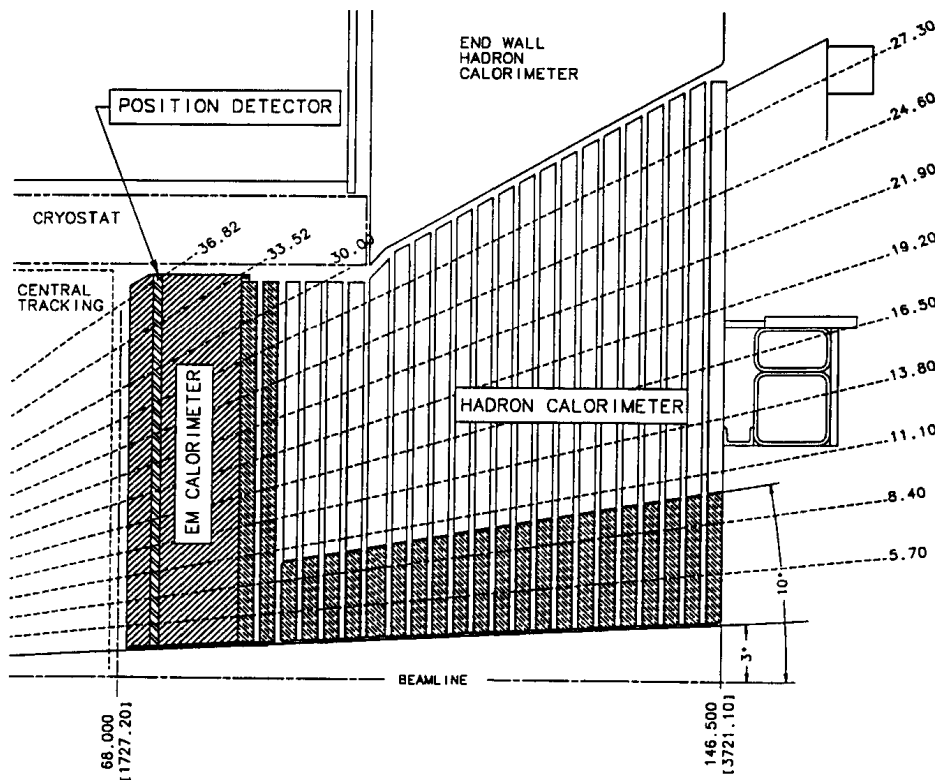 END WALL
HADRON
CALORIMETER
27.30
POSITION DETECTOR
24.60
21.90
CRYOSTAT
36.82
33.52
30.00
19.20
CENTRAL
TRACKING
16.50
EM CALORIMETER
HADRON CALORIMETER
13.80
11.10
8.40
5.70
10°
3°
BEAMLINE
68.000
[1727.20]
146.500
[3721.10]